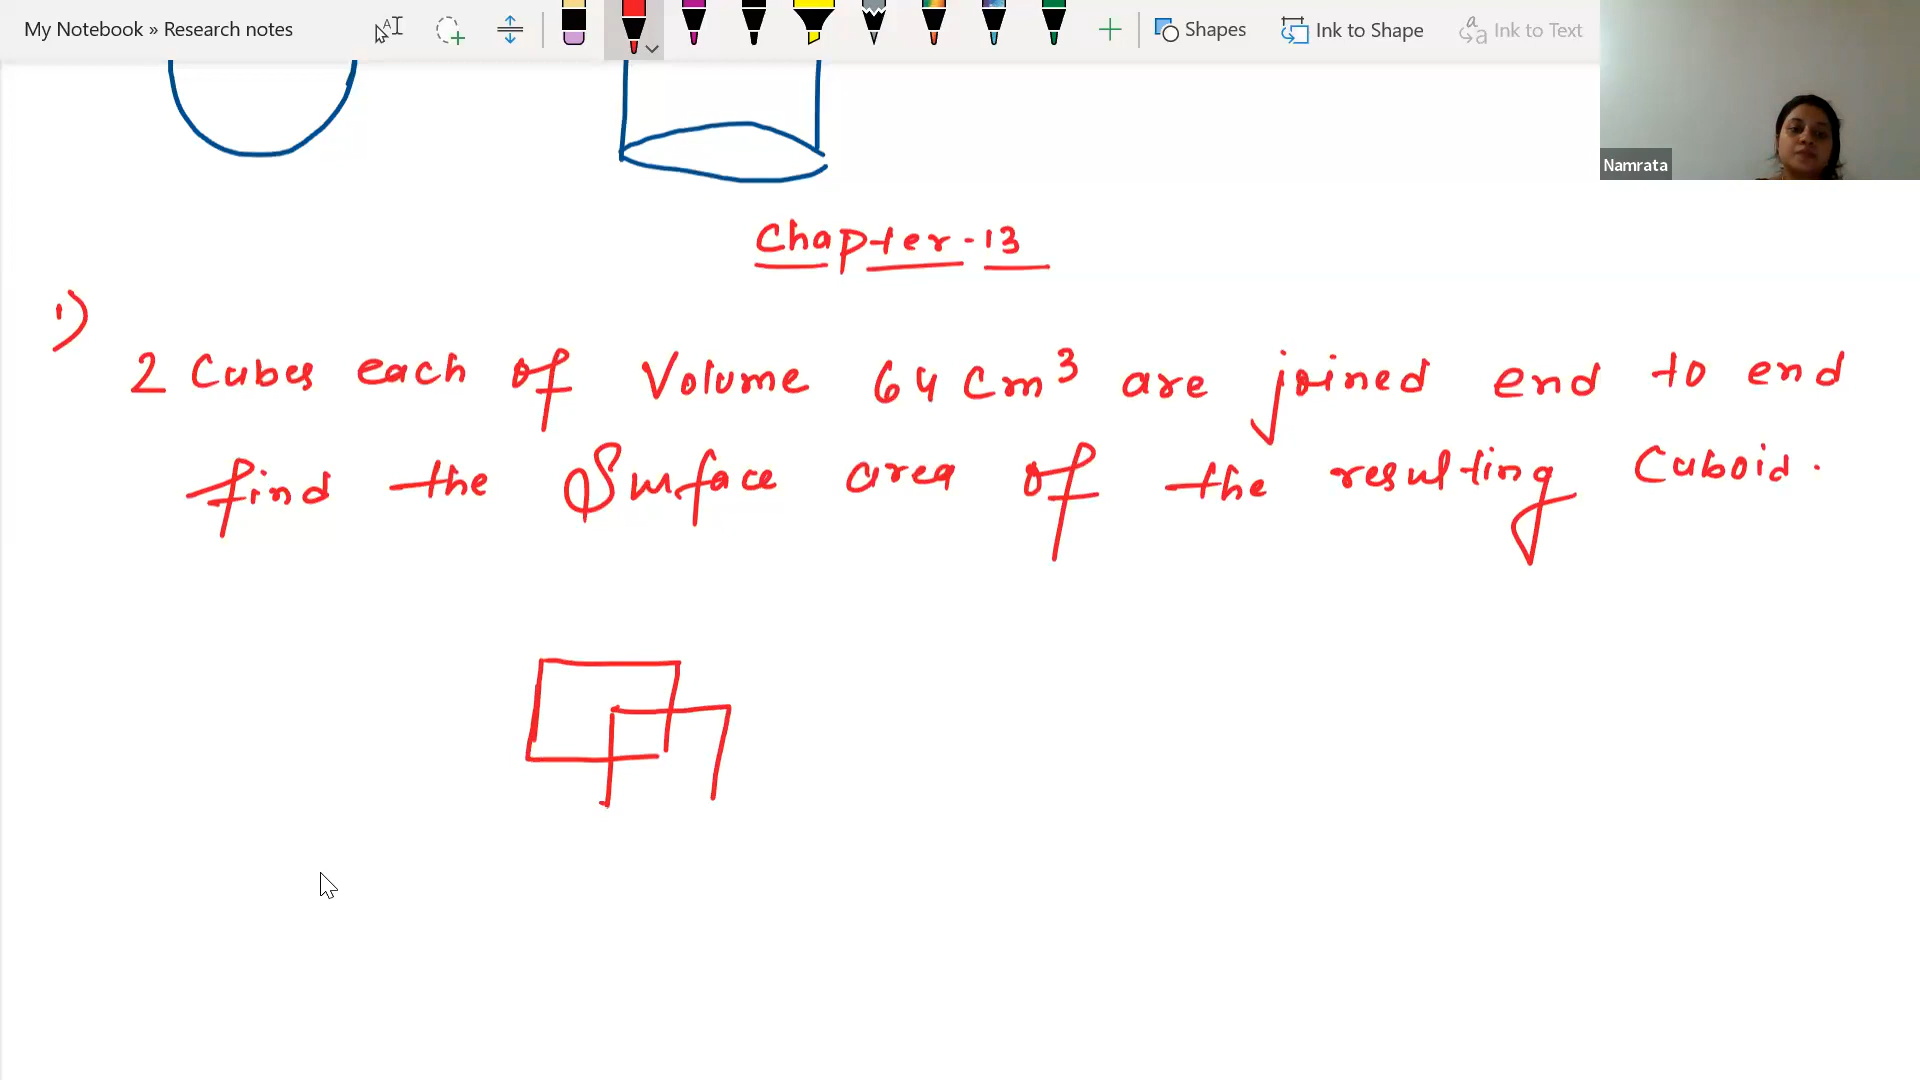 My Notebook » Research notes
Shapes
Ink to Shape
Ink to Text
Namrata
Chapter-13
1)
2 Cubes each of Volume 64 Cm³ are joined end to end
find the Surface area of the resulting Cuboid.